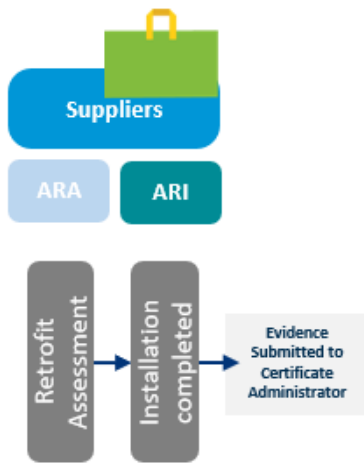 Suppliers
ARA
ARI
Retrofit
Assessment
Installation
completed
Evidence
Submitted to
Certificate
Administrator